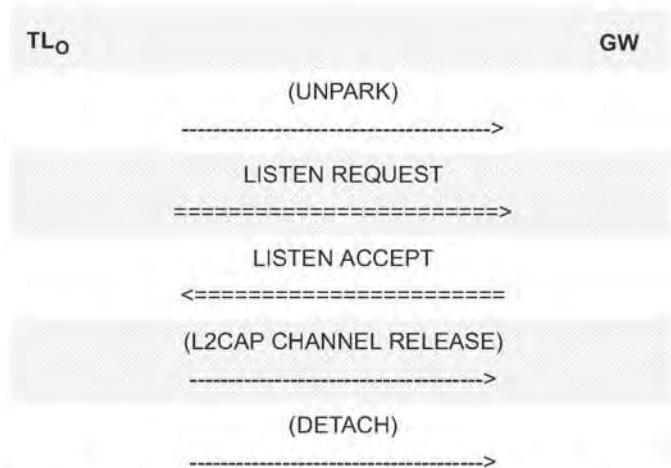 TLO GW
(UNPARK)
----------------------------------------->
LISTEN REQUEST
========================>
LISTEN ACCEPT
<=======================
(L2CAP CHANNEL RELEASE)
--------------------------------------->
(DETACH)
--------------------------------------->